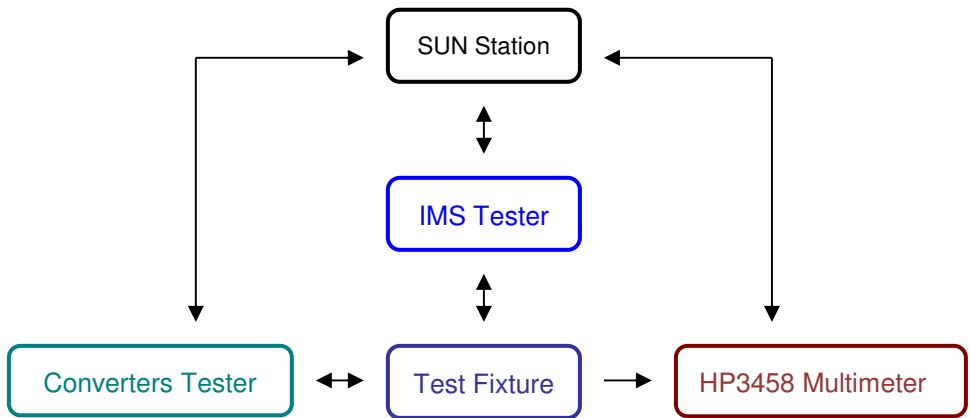 SUN Station
IMS Tester
Converters Tester
Test Fixture
HP3458 Multimeter